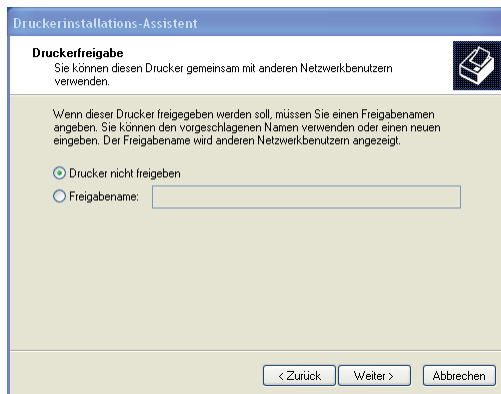 Druckerinstallations-Assistent
Druckerfreigabe
Sie können diesen Drucker gemeinsam mit anderen Netzwerkbenutzern
verwenden.
Wenn dieser Drucker freigegeben werden soll, müssen Sie einen Freigabenamen
angeben. Sie können den vorgeschlagenen Namen verwenden oder einen neuen
eingeben. Der Freigabename wird anderen Netzwerkbenutzern angezeigt.
Drucker nicht freigeben
Freigabename:
< Zurück Weiter > Abbrechen